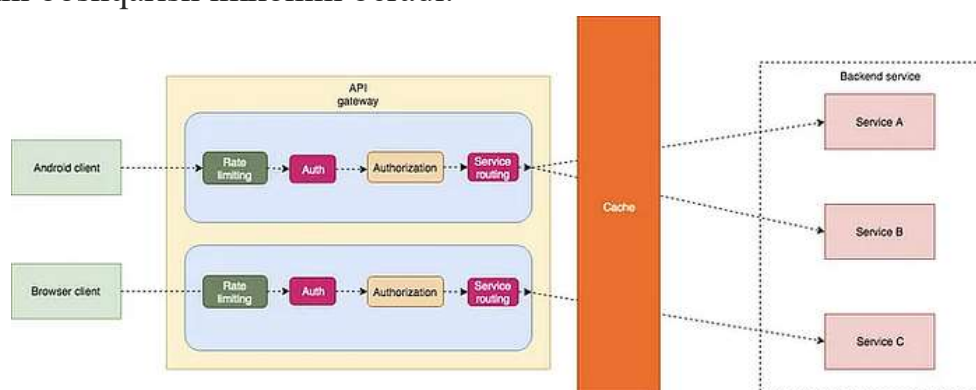 API
gateway
Backend service
Android client
Rate
limiting
Auth
Authorization
Service
routing
Cache
Service A
Service B
Browser client
Rate
limiting
Auth
Authorization
Service
routing
Service C